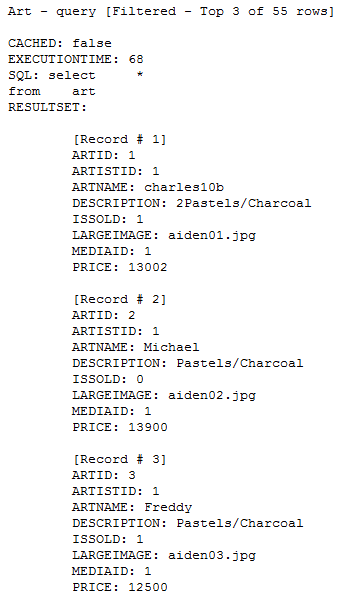 Art - query [Filtered - Top 3 of 55 rows]
CACHED: false
EXECUTIONTIME: 68
SQL: select     *
from    art
RESULTSET:
[Record # 1]
ARTID: 1
ARTISTID: 1
ARTNAME: charles10b
DESCRIPTION: 2Pastels/Charcoal
ISSOLD: 1
LARGEIMAGE: aiden01.jpg
MEDIAID: 1
PRICE: 13002
[Record # 2]
ARTID: 2
ARTISTID: 1
ARTNAME: Michael
DESCRIPTION: Pastels/Charcoal
ISSOLD: 0
LARGEIMAGE: aiden02.jpg
MEDIAID: 1
PRICE: 13900
[Record # 3]
ARTID: 3
ARTISTID: 1
ARTNAME: Freddy
DESCRIPTION: Pastels/Charcoal
ISSOLD: 1
LARGEIMAGE: aiden03.jpg
MEDIAID: 1
PRICE: 12500